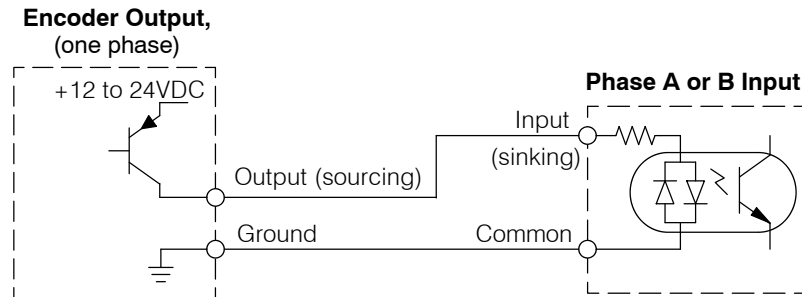 Encoder Output,
(one phase)
+12 to 24VDC
Phase A or B Input
Input
(sinking)
Output (sourcing)
Ground
Common